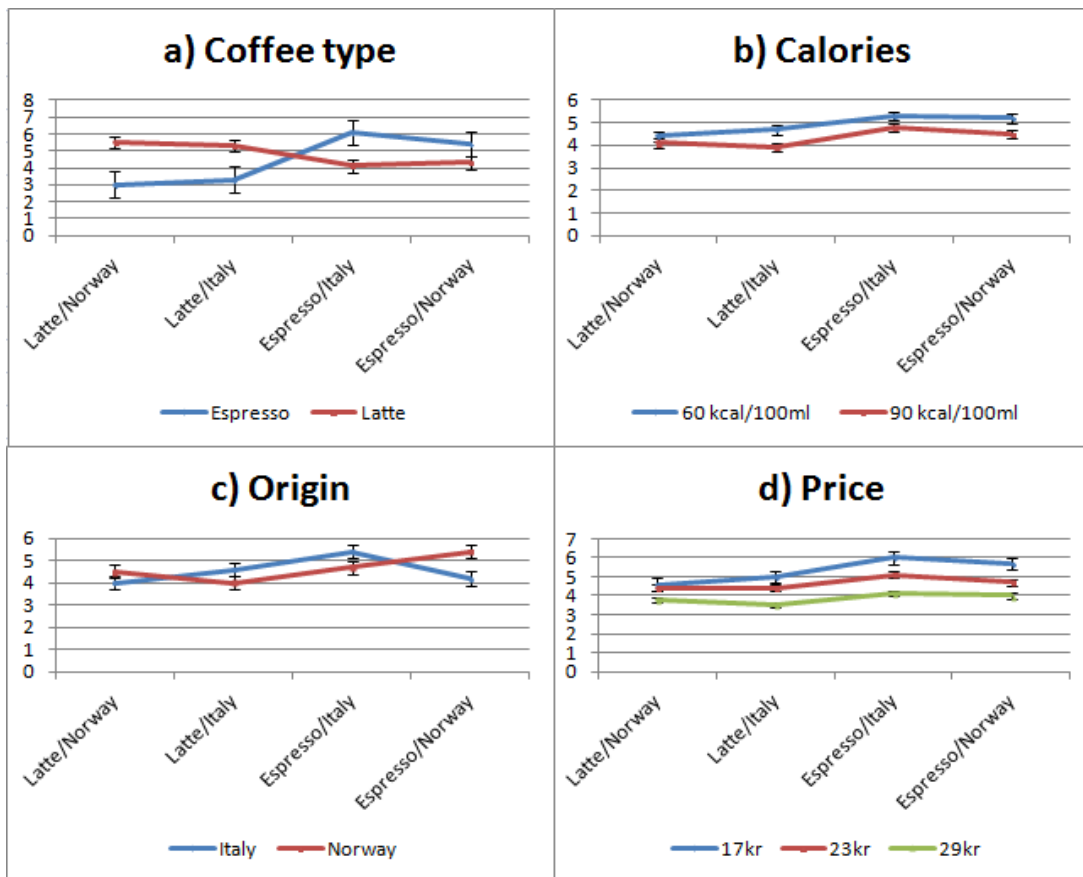 a) Coffee type
8
7
6
5
4
3
2
1
0
Latte/Norway
Latte/Italy
Espresso/Italy
Espresso/Norway
Espresso Latte
b) Calories
6
5
4
3
2
1
0
Latte/Norway
Latte/Italy
Espresso/Italy
Espresso/Norway
60 kcal/100ml 90 kcal/100ml
c) Origin
6
5
4
3
2
1
0
Latte/Norway
Latte/Italy
Espresso/Italy
Espresso/Norway
Italy Norway
d) Price
7
6
5
4
3
2
1
0
Latte/Norway
Latte/Italy
Espresso/Italy
Espresso/Norway
17kr 23kr 29kr